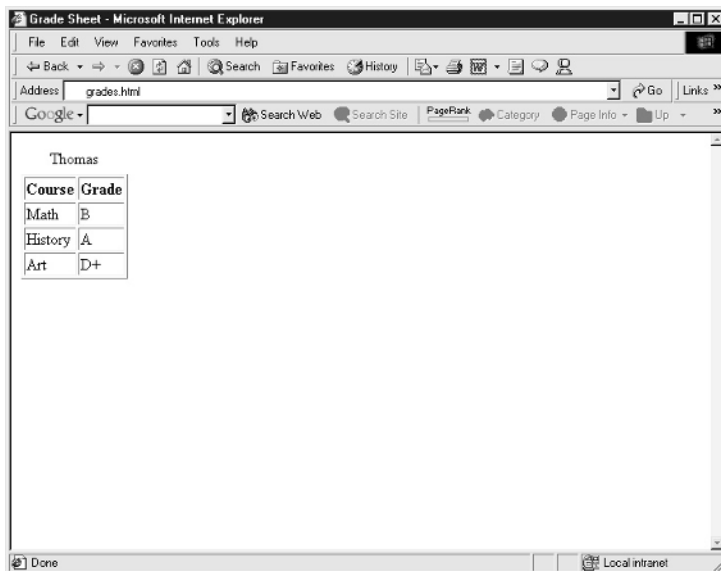 Grade Sheet - Microsoft Internet Explorer
File Edit View Favorites Tools Help
Back Search Favorites History
Address grades.html Go Links »
Google Search Web Search Site PageRank Category Page Info Up »
Thomas
Course Grade
Math B
History A
Art D+
Done Local intranet